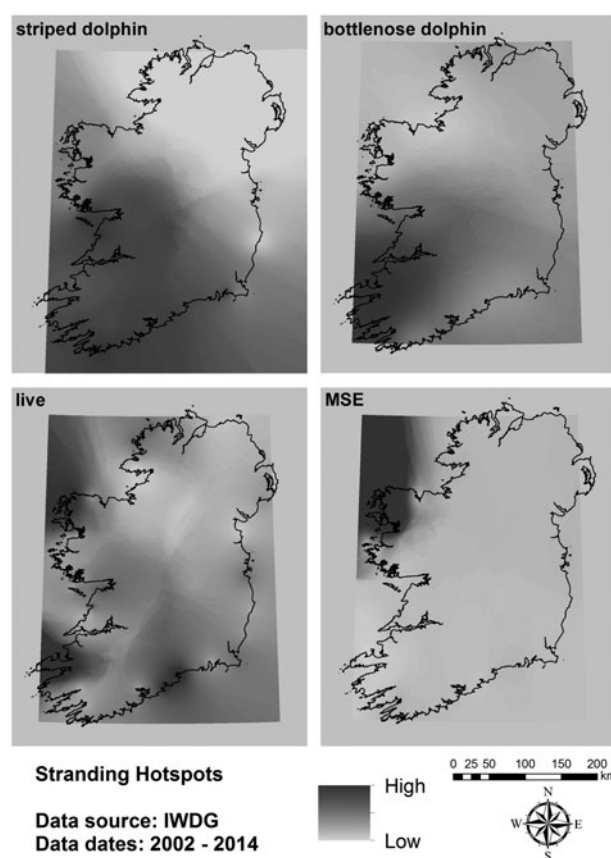 striped dolphin
bottlenose dolphin
live
MSE
Stranding Hotspots
Data source: IWDG
Data dates: 2002 - 2014
High
Low
0 25 50 100 150 200
km
N
W E
S